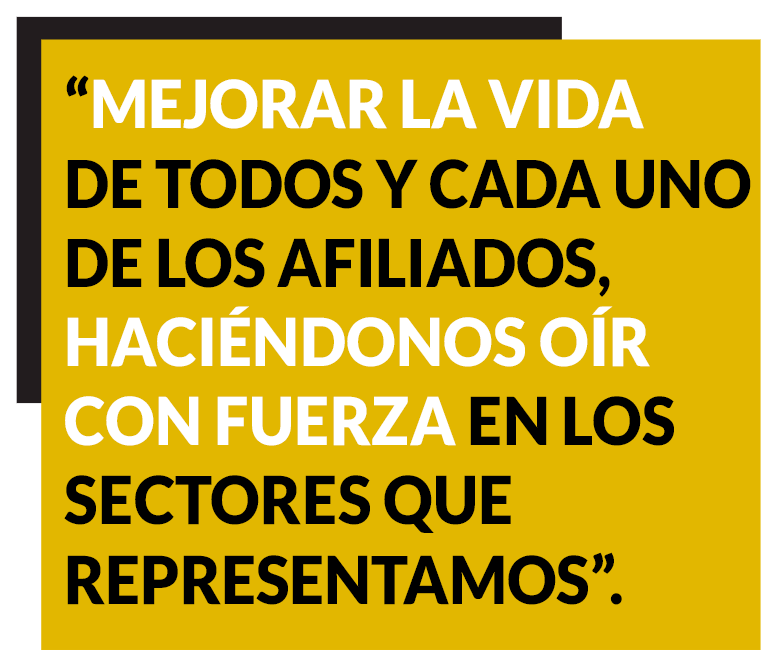 “MEJORAR LA VIDA
DE TODOS Y CADA UNO
DE LOS AFILIADOS,
HACIÉNDONOS OÍR
CON FUERZA EN LOS
SECTORES QUE
REPRESENTAMOS”.